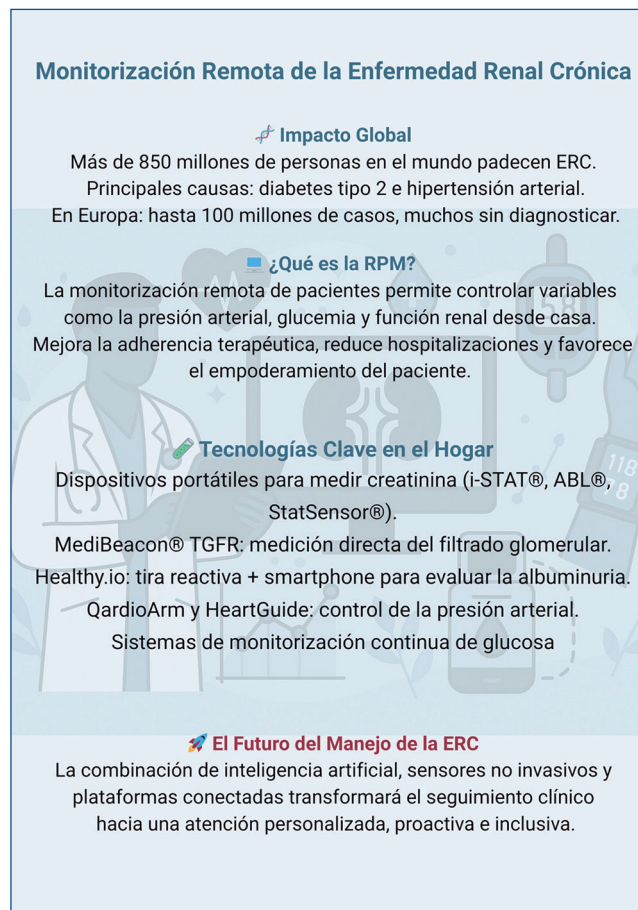 Monitorización Remota de la Enfermedad Renal Crónica
🧬 Impacto Global
Más de 850 millones de personas en el mundo padecen ERC.
Principales causas: diabetes tipo 2 e hipertensión arterial.
En Europa: hasta 100 millones de casos, muchos sin diagnosticar.
💻 ¿Qué es la RPM?
La monitorización remota de pacientes permite controlar variables
como la presión arterial, glucemia y función renal desde casa.
Mejora la adherencia terapéutica, reduce hospitalizaciones y favorece
el empoderamiento del paciente.
58
🧪 Tecnologías Clave en el Hogar
Dispositivos portátiles para medir creatinina (i-STAT®, ABL®,
StatSensor®).
118
78
MediBeacon® TGFR: medición directa del filtrado glomerular.
Healthy.io: tira reactiva + smartphone para evaluar la albuminuria.
QardioArm y HeartGuide: control de la presión arterial.
Sistemas de monitorización continua de glucosa
🚀 El Futuro del Manejo de la ERC
La combinación de inteligencia artificial, sensores no invasivos y
plataformas conectadas transformará el seguimiento clínico
hacia una atención personalizada, proactiva e inclusiva.